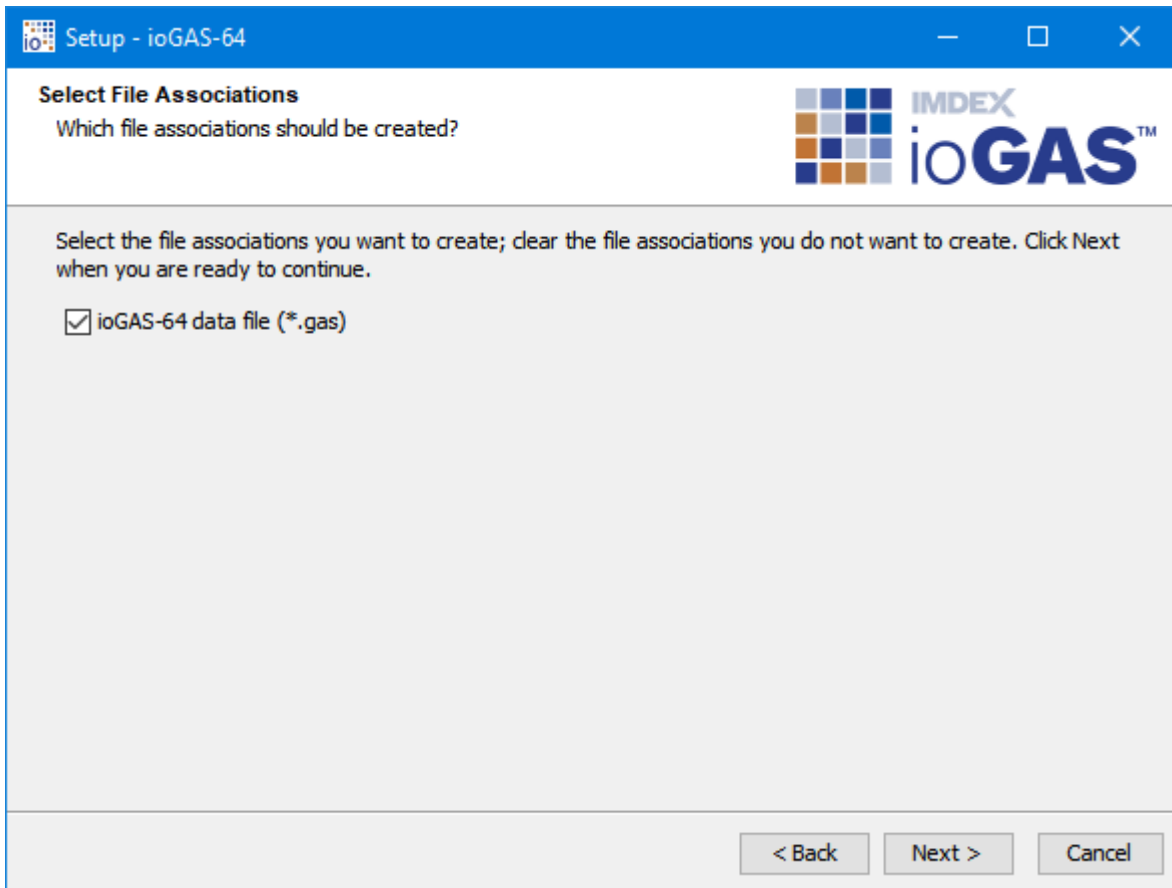 io Setup - ioGAS-64
Select File Associations
Which file associations should be created?
IMDEX
ioGAS™
Select the file associations you want to create; clear the file associations you do not want to create. Click Next
when you are ready to continue.
ioGAS-64 data file (*.gas)
< Back Next > Cancel